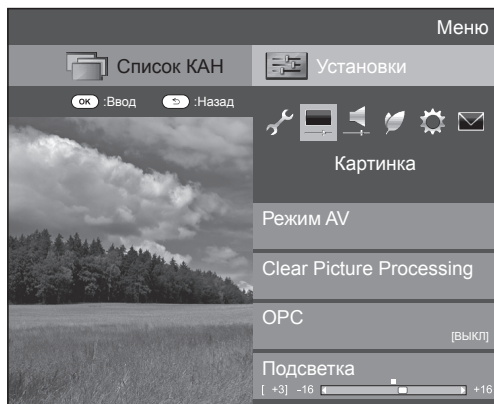 Меню
Список КАН
Установки
OK :Ввод :Назад
Картинка
Режим AV
Clear Picture Processing
OPC
[ВЫКЛ]
Подсветка
[ +3] -16 +16